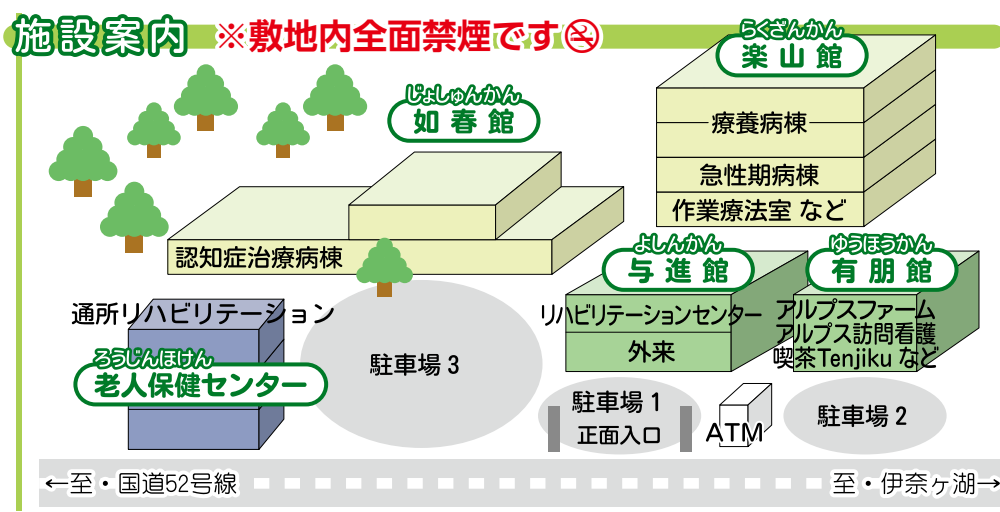 施設案内
※敷地内全面禁煙です
らくざんかん
楽山館
療養病棟
急性期病棟
作業療法室 など
じょしゅんかん
如春館
認知症治療病棟
よしんかん
与進館
リハビリテーションセンター
外来
ゆうほうかん
有朋館
アルプスファーム
アルプス訪問看護
喫茶Tenjiku など
通所リハビリテーション
ろうじんほけん
老人保健センター
駐車場 3
駐車場 1
正面入口
ATM
駐車場 2
←至・国道52号線
至・伊奈ヶ湖→